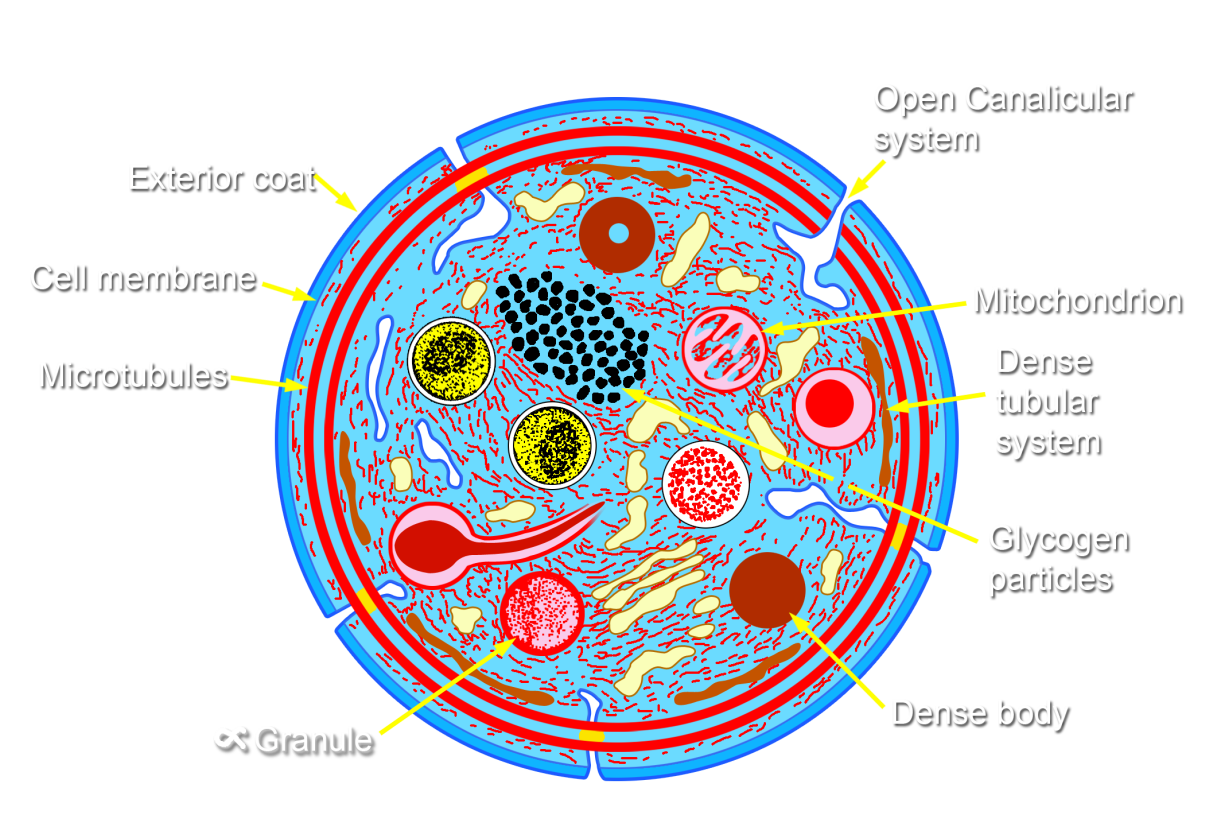 Open Canalicular
system
Exterior coat
Cell membrane
Mitochondrion
Microtubules
Dense
tubular
system
Glycogen
particles
Dense body
∝ Granule